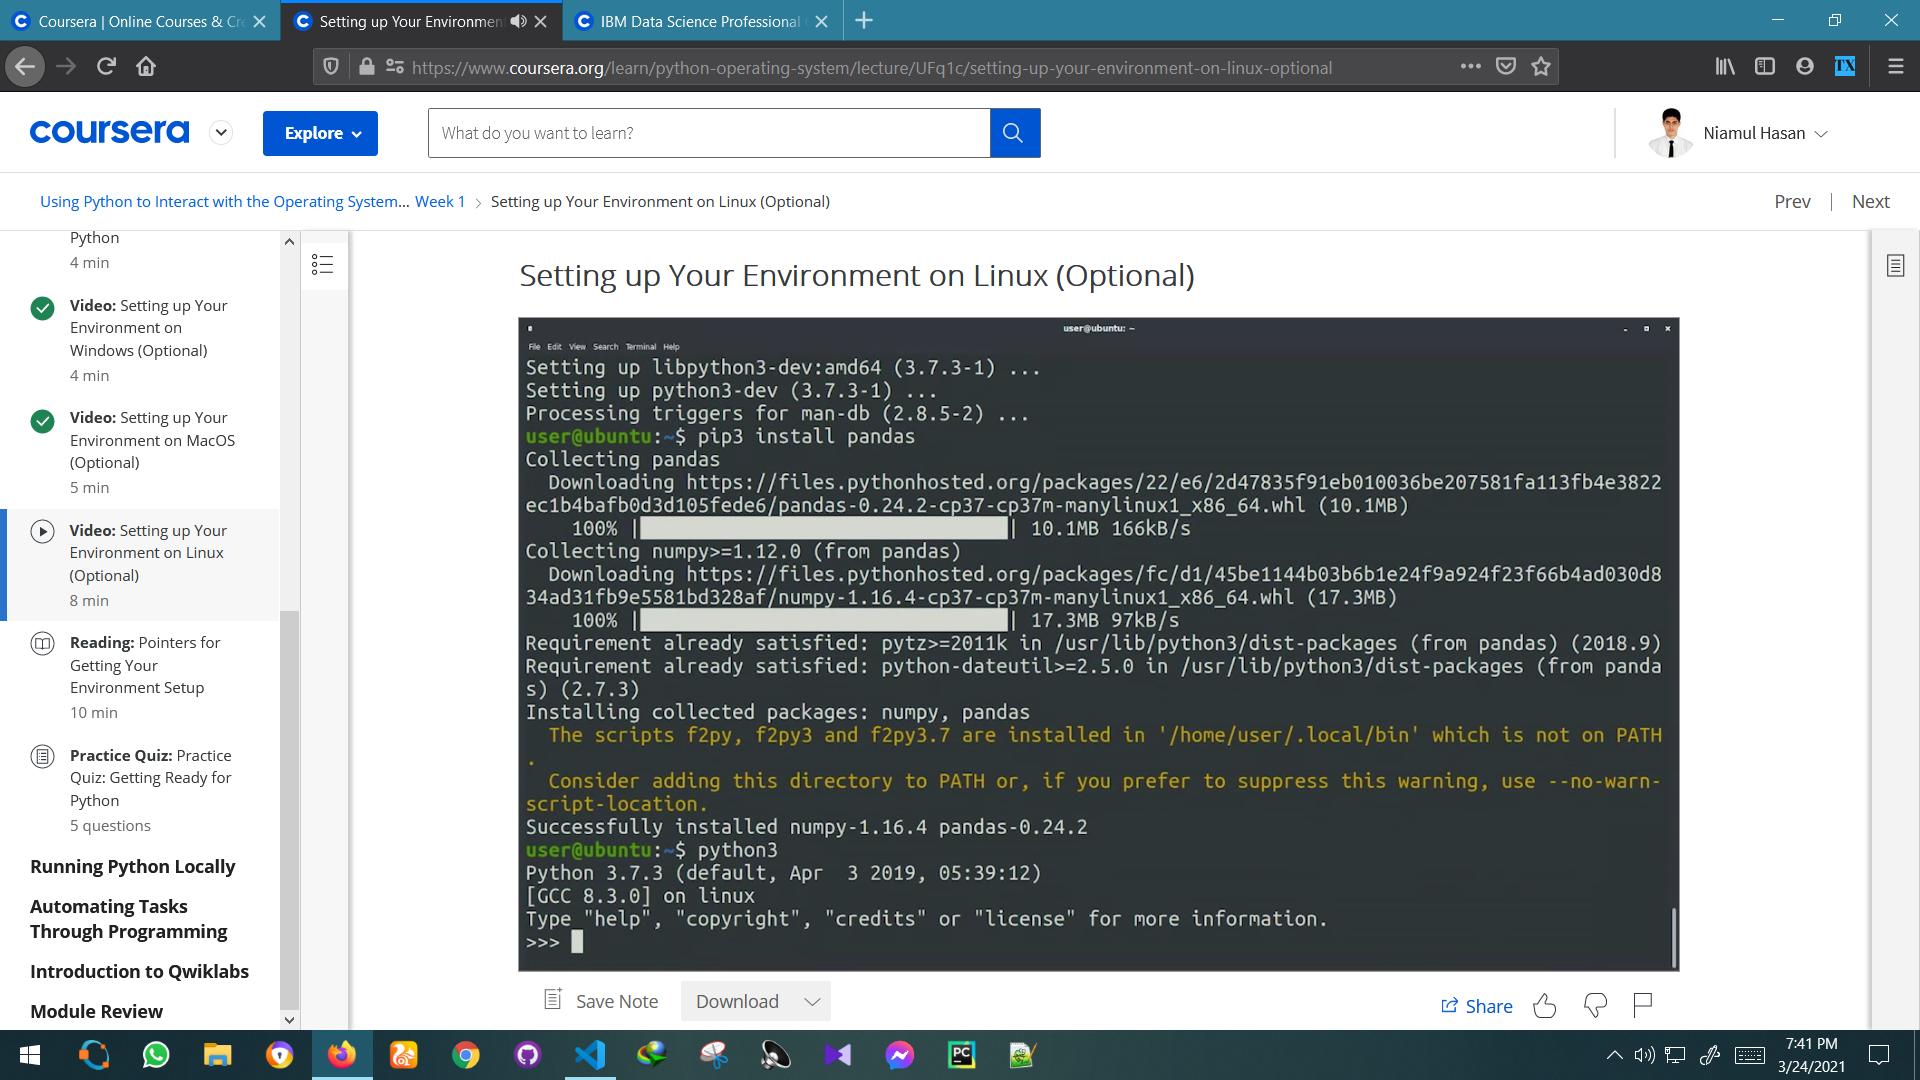 Coursera | Online Courses & Cr
Setting up Your Environmen
IBM Data Science Professional
https://www.coursera.org/learn/python-operating-system/lecture/UFq1c/setting-up-your-environment-on-linux-optional
TX
coursera
Explore
What do you want to learn?
Niamul Hasan
Using Python to Interact with the Operating System... Week 1 > Setting up Your Environment on Linux (Optional)
Prev | Next
Python
4 min
Video: Setting up Your
Environment on
Windows (Optional)
4 min
Video: Setting up Your
Environment on MacOS
(Optional)
5 min
Video: Setting up Your
Environment on Linux
(Optional)
8 min
Reading: Pointers for
Getting Your
Environment Setup
10 min
Practice Quiz: Practice
Quiz: Getting Ready for
Python
5 questions
Running Python Locally
Automating Tasks
Through Programming
Introduction to Qwiklabs
Module Review
Setting up Your Environment on Linux (Optional)
user@ubuntu: ~
File Edit View Search Terminal Help
Setting up libpython3-dev:amd64 (3.7.3-1) ...
Setting up python3-dev (3.7.3-1) ...
Processing triggers for man-db (2.8.5-2) ...
user@ubuntu:~$ pip3 install pandas
Collecting pandas
Downloading https://files.pythonhosted.org/packages/22/e6/2d47835f91eb010036be207581fa113fb4e3822
ec1b4bafb0d3d105fede6/pandas-0.24.2-cp37-cp37m-manylinux1_x86_64.whl (10.1MB)
100% | | 10.1MB 166kB/s
Collecting numpy>=1.12.0 (from pandas)
Downloading https://files.pythonhosted.org/packages/fc/d1/45be1144b03b6b1e24f9a924f23f66b4ad030d8
34ad31fb9e5581bd328af/numpy-1.16.4-cp37-cp37m-manylinux1_x86_64.whl (17.3MB)
100% | | 17.3MB 97kB/s
Requirement already satisfied: pytz>=2011k in /usr/lib/python3/dist-packages (from pandas) (2018.9)
Requirement already satisfied: python-dateutil>=2.5.0 in /usr/lib/python3/dist-packages (from panda
s) (2.7.3)
Installing collected packages: numpy, pandas
The scripts f2py, f2py3 and f2py3.7 are installed in '/home/user/.local/bin' which is not on PATH
.
Consider adding this directory to PATH or, if you prefer to suppress this warning, use --no-warn-
script-location.
Successfully installed numpy-1.16.4 pandas-0.24.2
user@ubuntu:~$ python3
Python 3.7.3 (default, Apr  3 2019, 05:39:12)
[GCC 8.3.0] on linux
Type "help", "copyright", "credits" or "license" for more information.
>>>
Save Note
Download
Share
PC
7:41 PM
3/24/2021